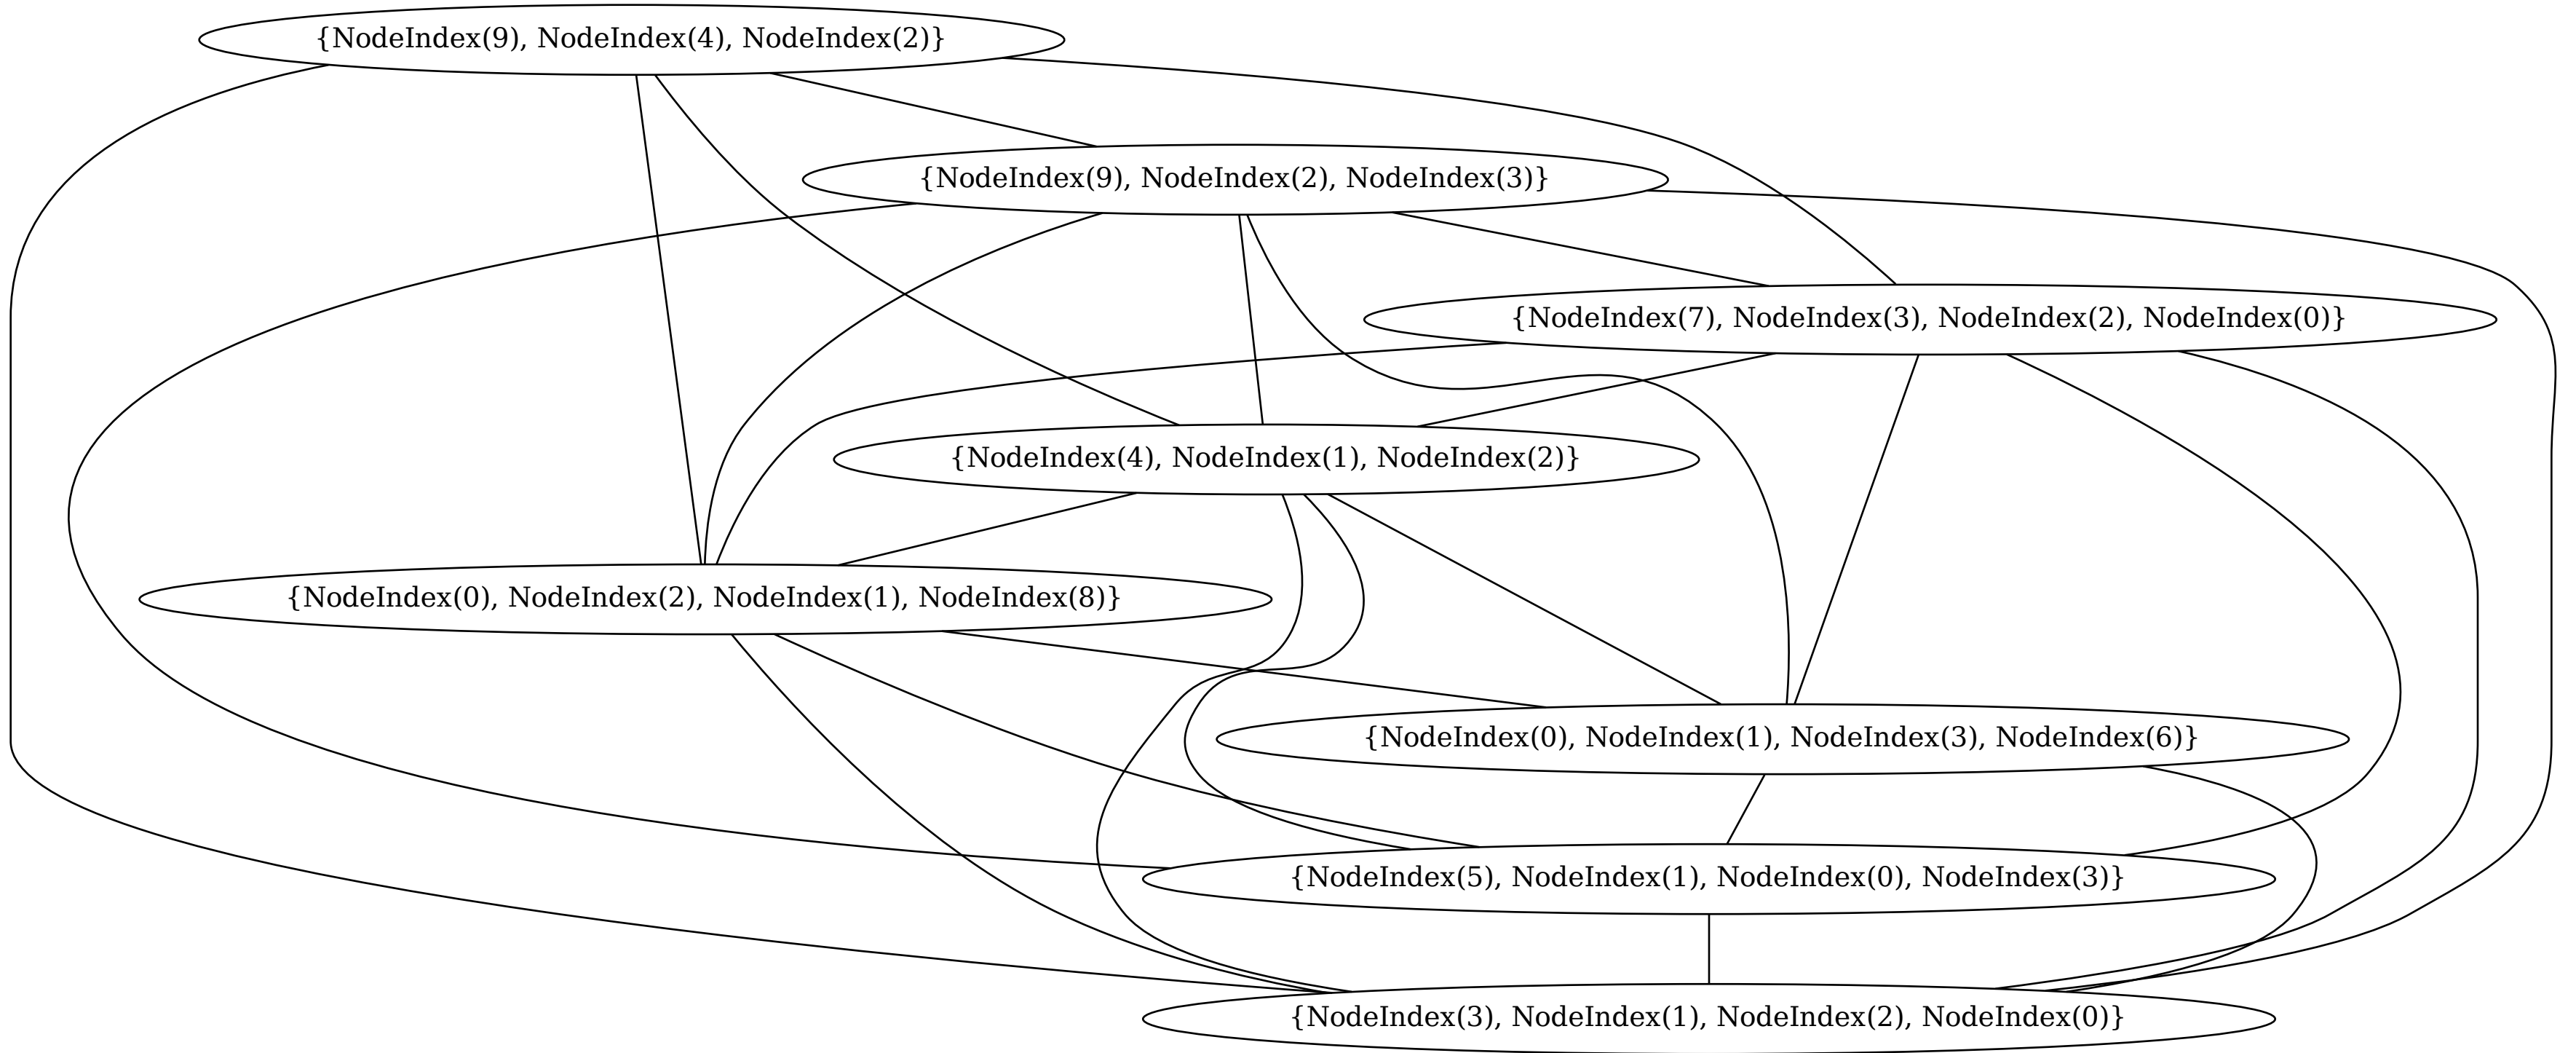 {NodeIndex(9), NodeIndex(4), NodeIndex(2)}
{NodeIndex(9), NodeIndex(2), NodeIndex(3)}
{NodeIndex(7), NodeIndex(3), NodeIndex(2), NodeIndex(0)}
{NodeIndex(4), NodeIndex(1), NodeIndex(2)}
{NodeIndex(0), NodeIndex(2), NodeIndex(1), NodeIndex(8)}
{NodeIndex(0), NodeIndex(1), NodeIndex(3), NodeIndex(6)}
{NodeIndex(5), NodeIndex(1), NodeIndex(0), NodeIndex(3)}
{NodeIndex(3), NodeIndex(1), NodeIndex(2), NodeIndex(0)}